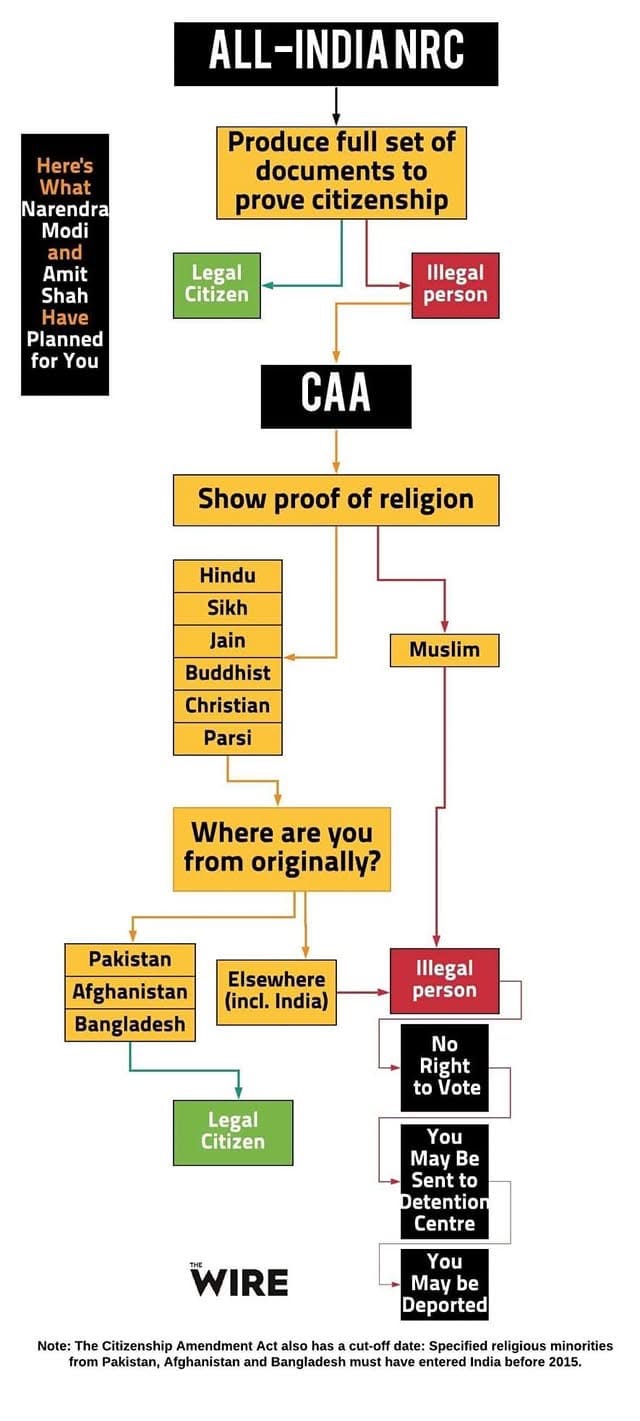 ALL-INDIA NRC
Here's
What
Narendra
Modi
and
Amit
Shah
Have
Planned
for You
Produce full set of
documents to
prove citizenship
Legal
Citizen
Illegal
person
CAA
Show proof of religion
Hindu
Sikh
Jain
Buddhist
Christian
Parsi
Muslim
Where are you
from originally?
Pakistan
Afghanistan
Bangladesh
Elsewhere
(incl. India)
Illegal
person
Legal
Citizen
No
Right
to Vote
You
May Be
Sent to
Detention
Centre
You
May be
Deported
THE
WIRE
Note: The Citizenship Amendment Act also has a cut-off date: Specified religious minorities
from Pakistan, Afghanistan and Bangladesh must have entered India before 2015.